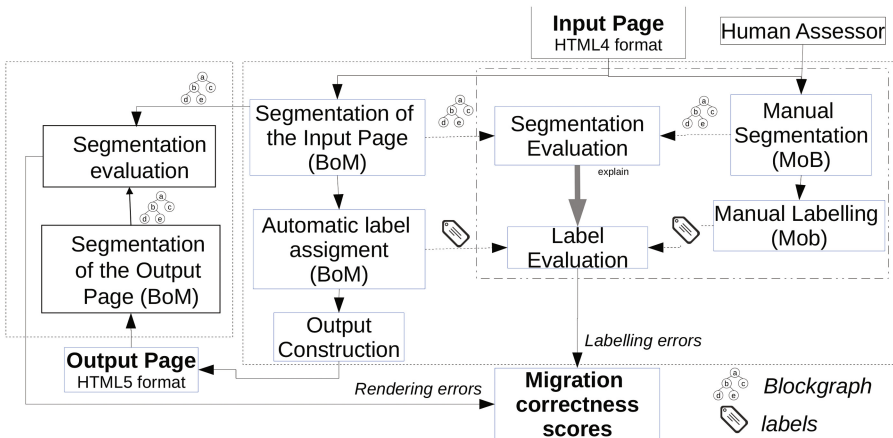 Input Page
HTML4 format
Human Assessor
a
b c
d e
Segmentation of
the Input Page
(BoM)
a
b c
d e
Segmentation
Evaluation
explain
a
b c
d e
Manual
Segmentation
(MoB)
Segmentation
evaluation
a
b c
d e
Segmentation
of the Output
Page (BoM)
Automatic label
assigment
(BoM)
Label
Evaluation
Manual Labelling
(Mob)
Output
Construction
Output Page
HTML5 format
Labelling errors
Rendering errors
Migration
correctness
scores
a
b c
d e
Blockgraph
labels